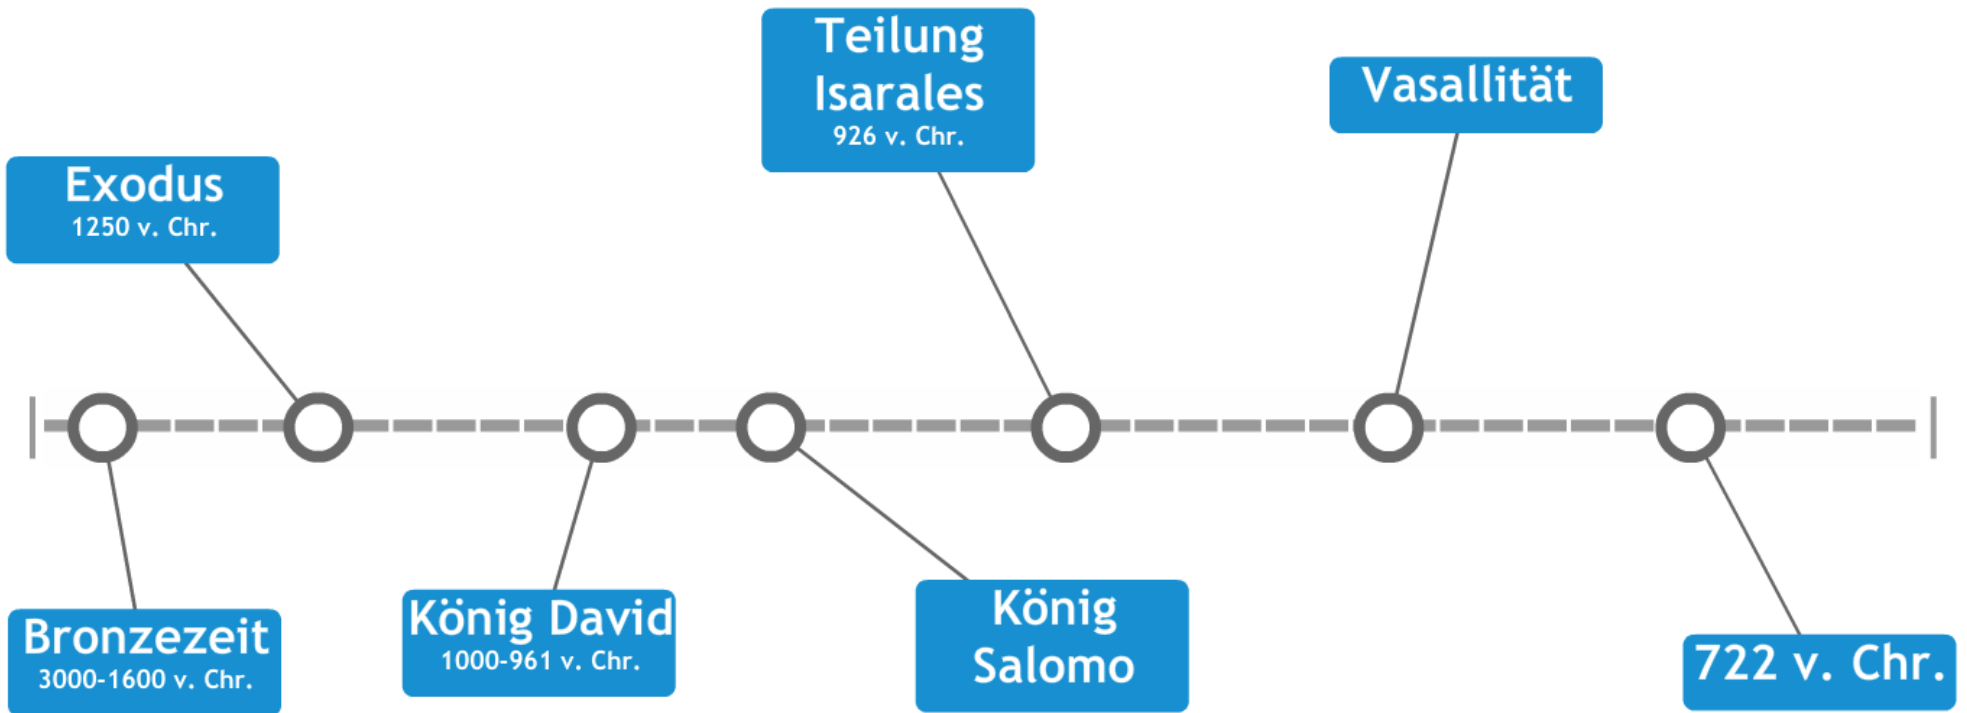 Exodus
1250 v. Chr.
Teilung
Isarales
926 v. Chr.
Vasallität
Bronzezeit
3000-1600 v. Chr.
König David
1000-961 v. Chr.
König
Salomo
722 v. Chr.